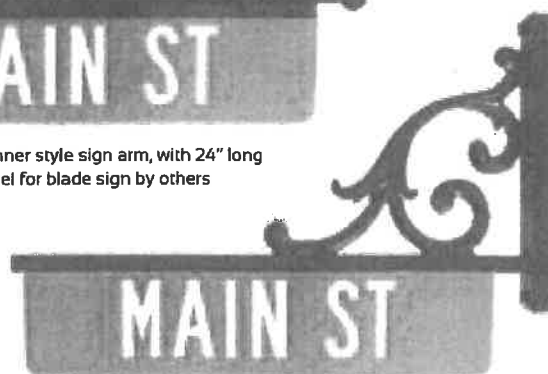 AIN ST
nner style sign arm, with 24" long
el for blade sign by others
MAIN ST